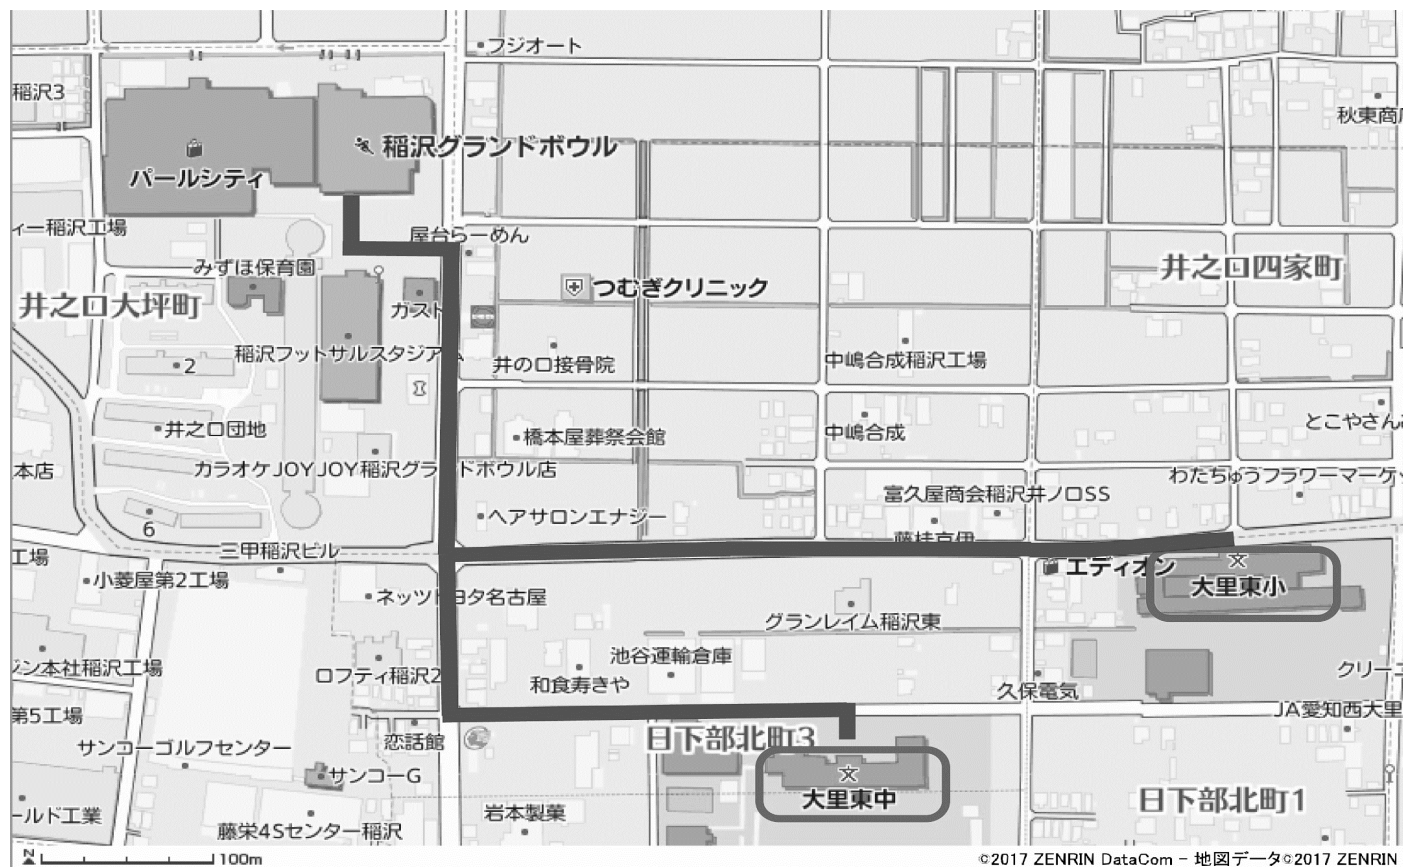 フジオート
稲沢3
秋東商店
稲沢グランドボウル
パールシティ
ィー稲沢工場
屋台らーめん
みずほ保育園
井之口四家町
つむぎクリニック
井之口大坪町
ガスト
稲沢フットサルスタジアム
井の口接骨院
中嶋合成稲沢工場
2
井之口団地
橋本屋葬祭会館
中嶋合成
とこやさん
本店
カラオケJOYJOY稲沢グランドボウル店
わたちゅうフラワーマーケッ
富久屋商会稲沢井ノ口SS
6
ヘアサロンエナジー
藤桂京伊
三甲稲沢ビル
工場
小菱屋第2工場
エディオン
大里東小
ネッツトヨタ名古屋
グランレイム稲沢東
ジン本社稲沢工場
ロフティ稲沢2
池谷運輸倉庫
和食寿きや
久保電気
クリーニ
第5工場
JA愛知西大里
恋話館
日下部北町3
サンコーゴルフセンター
サンコーG
大里東中
日下部北町1
ールド工業
岩本製菓
藤栄4Sセンター稲沢
N
100m
©2017 ZENRIN DataCom - 地図データ©2017 ZENRIN